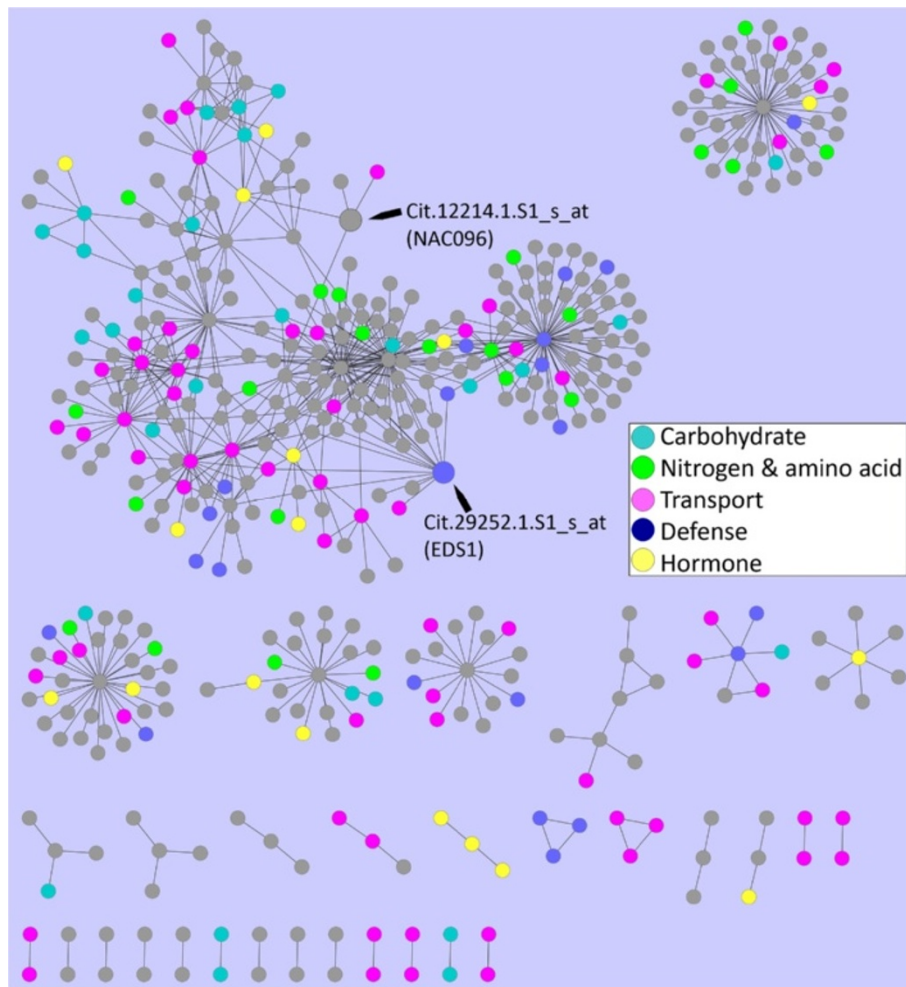 Cit.12214.1.S1_s_at
(NAC096)
Carbohydrate
Nitrogen & amino acid
Transport
Defense
Hormone
Cit.29252.1.S1_s_at
(EDS1)